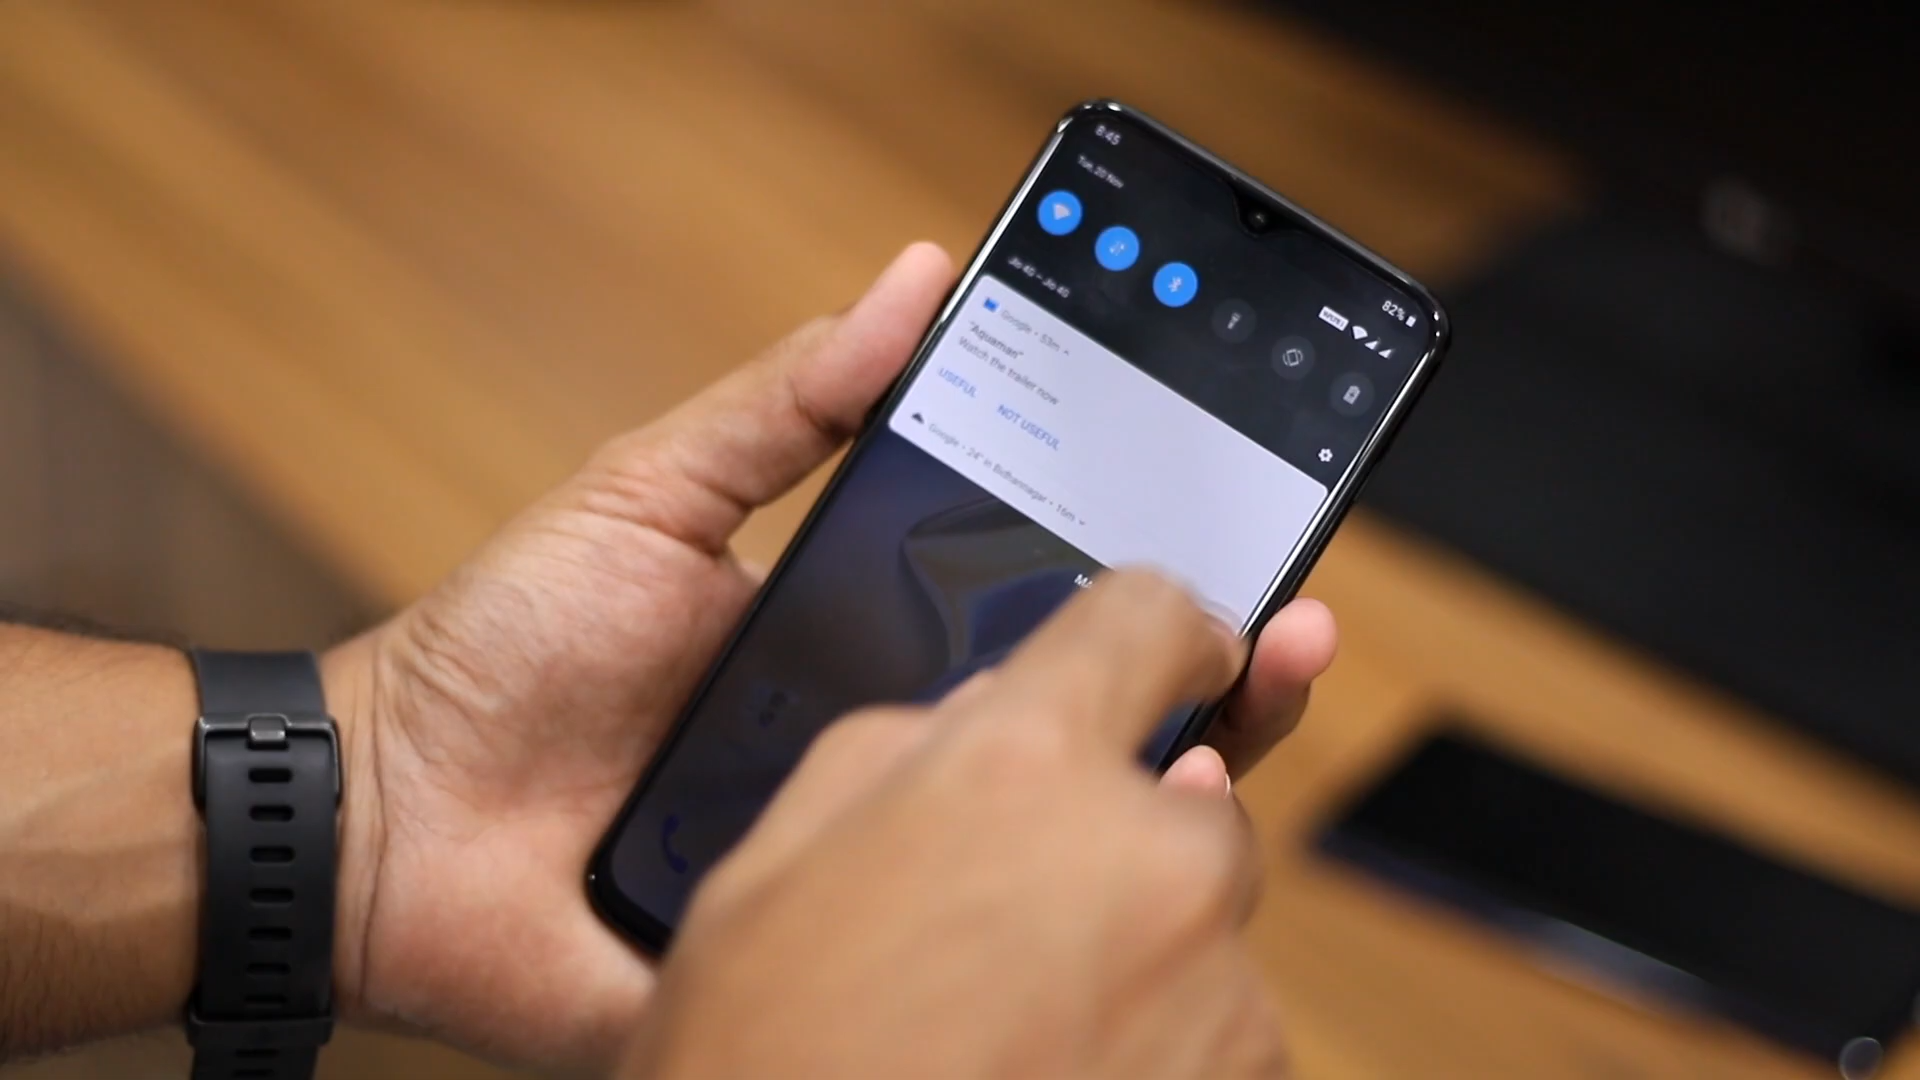 8:45
Tue, 20 Nov
82%
Jio 4G - Jio 4G
Google • 53m
"Aquaman"
Watch the trailer now
USEFUL NOT USEFUL
Google • 24° in Bidhannagar • 16m